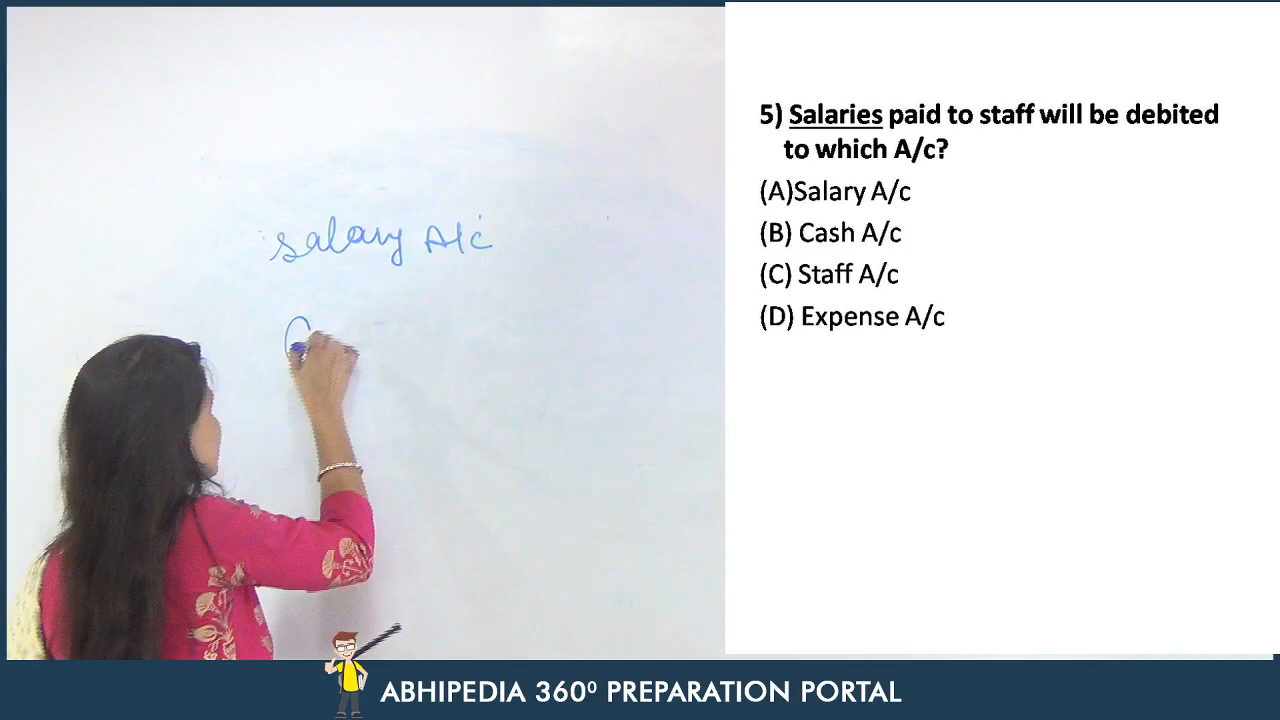 5) Salaries paid to staff will be debited
to which A/c?
(A)Salary A/c
(B) Cash A/c
(C) Staff A/c
(D) Expense A/c
Salary A/c
C
ABHIPEDIA 360⁰ PREPARATION PORTAL